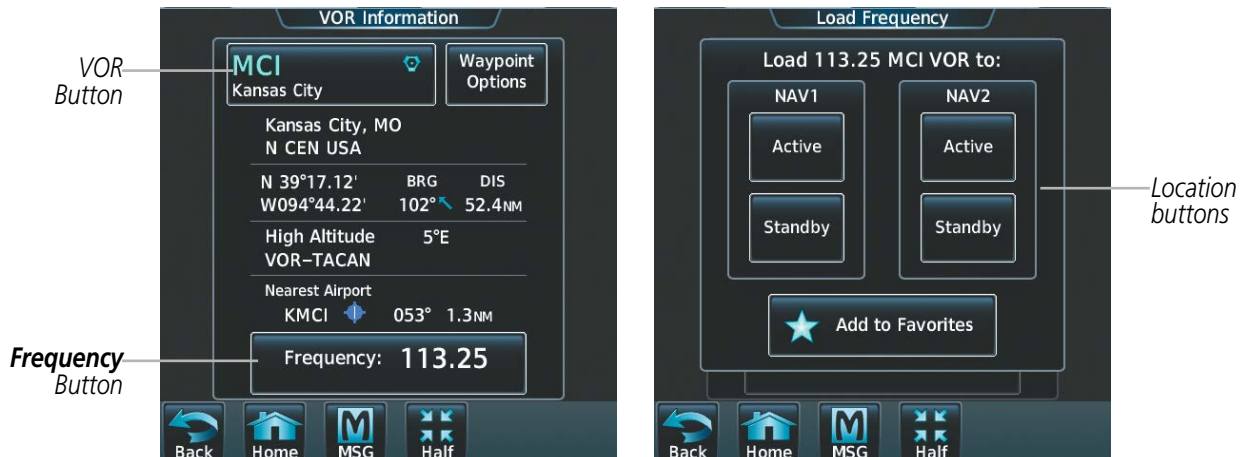 VOR Information
VOR
Button
MCI
Kansas City
Waypoint
Options
Kansas City, MO
N CEN USA
N 39°17.12' BRG DIS
W094°44.22' 102° 52.4NM
High Altitude 5°E
VOR-TACAN
Nearest Airport
KMCI 053° 1.3NM
Frequency
Button
Frequency: 113.25
Back Home MSG Half
Load Frequency
Load 113.25 MCI VOR to:
NAV1 NAV2
Active Active
Standby Standby
Location
buttons
Add to Favorites
Back Home MSG Half